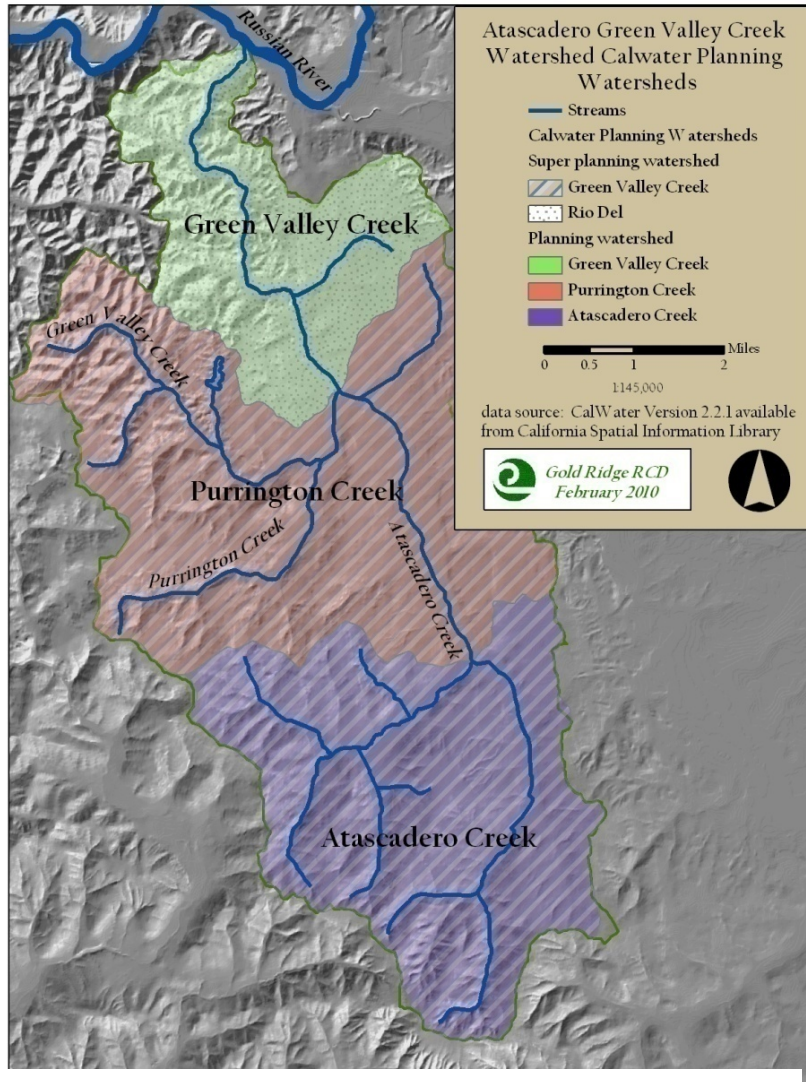 Atascadero Green Valley Creek
Watershed Calwater Planning
Watersheds
Streams
Calwater Planning Watersheds
Super planning watershed
Green Valley Creek
Rio Del
Planning watershed
Green Valley Creek
Purrington Creek
Atascadero Creek
Miles
0 0.5 1 2
1:145,000
data source: CalWater Version 2.2.1 available
from California Spatial Information Library
Gold Ridge RCD
February 2010
Russian River
Green Valley Creek
Green Valley Creek
Purrington Creek
Purrington Creek
Atascadero Creek
Atascadero Creek